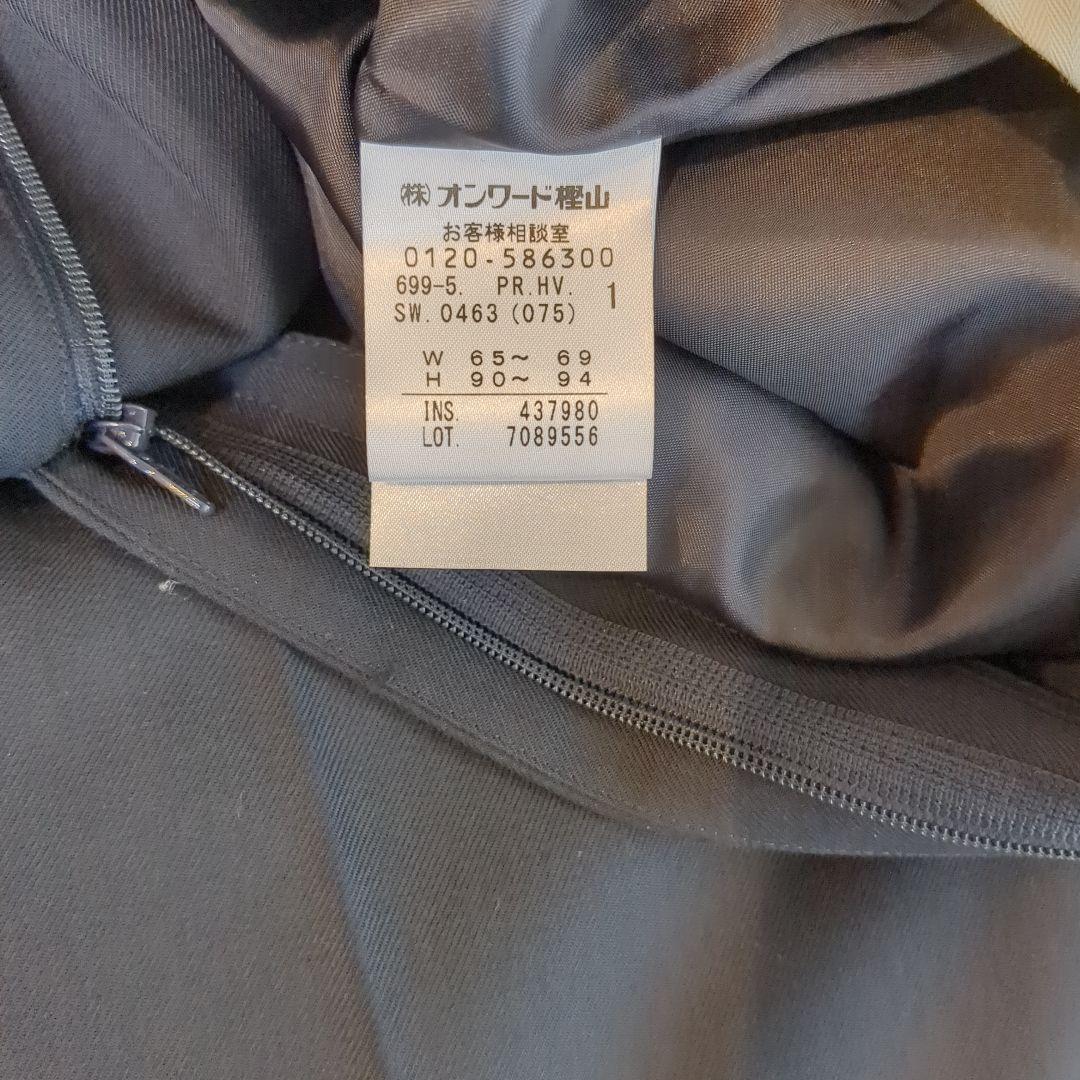 ㈱オンワード樫山
お客様相談室
0120-586300
699-5. PR.HV. 1
SW.0463(075)
W 65〜 69
H 90〜 94
INS. 437980
LOT. 7089556